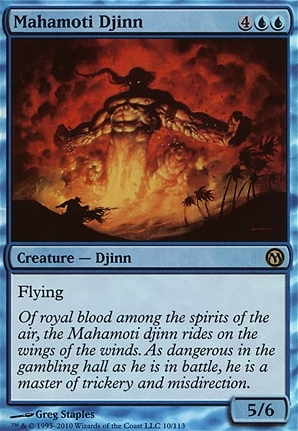 Mahamoti Djinn 4
Creature — Djinn
Flying
Of royal blood among the spirits of the
air, the Mahamoti djinn rides on the
wings of the winds. As dangerous in the
gambling hall as he is in battle, he is a
master of trickery and misdirection.
Greg Staples
™ & © 1993–2010 Wizards of the Coast LLC 10/113
5/6